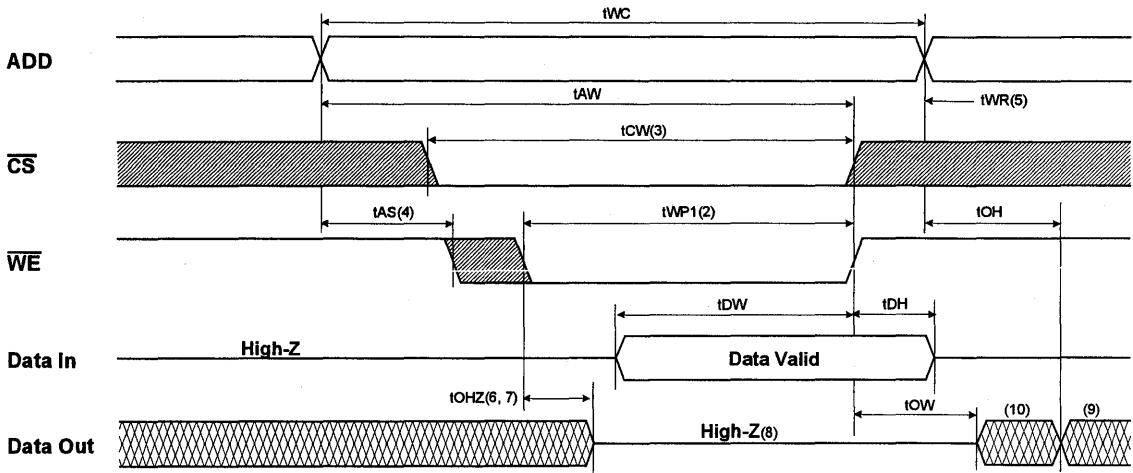 tWC
ADD
tAW
tWR(5)
tCW(3)
CS
tAS(4)
tWP1(2)
tOH
WE
tDW
tDH
High-Z
Data In
Data Valid
tOHZ(6, 7)
tOW
(10)
(9)
High-Z(8)
Data Out